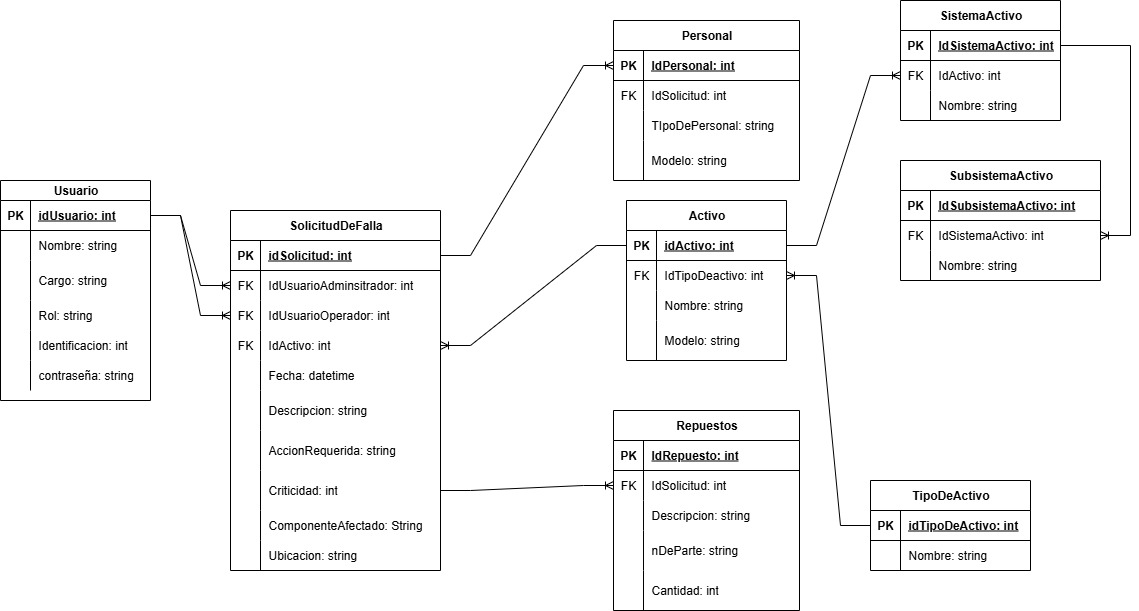 Usuario
PK idUsuario: int
Nombre: string
Cargo: string
Rol: string
Identificacion: int
contraseña: string
SolicitudDeFalla
PK idSolicitud: int
FK IdUsuarioAdminsitrador: int
FK IdUsuarioOperador: int
FK IdActivo: int
Fecha: datetime
Descripcion: string
AccionRequerida: string
Criticidad: int
ComponenteAfectado: String
Ubicacion: string
Personal
PK IdPersonal: int
FK IdSolicitud: int
TIpoDePersonal: string
Modelo: string
Activo
PK idActivo: int
FK IdTipoDeactivo: int
Nombre: string
Modelo: string
Repuestos
PK IdRepuesto: int
FK IdSolicitud: int
Descripcion: string
nDeParte: string
Cantidad: int
SistemaActivo
PK IdSistemaActivo: int
FK IdActivo: int
Nombre: string
SubsistemaActivo
PK IdSubsistemaActivo: int
FK IdSistemaActivo: int
Nombre: string
TipoDeActivo
PK idTipoDeActivo: int
Nombre: string